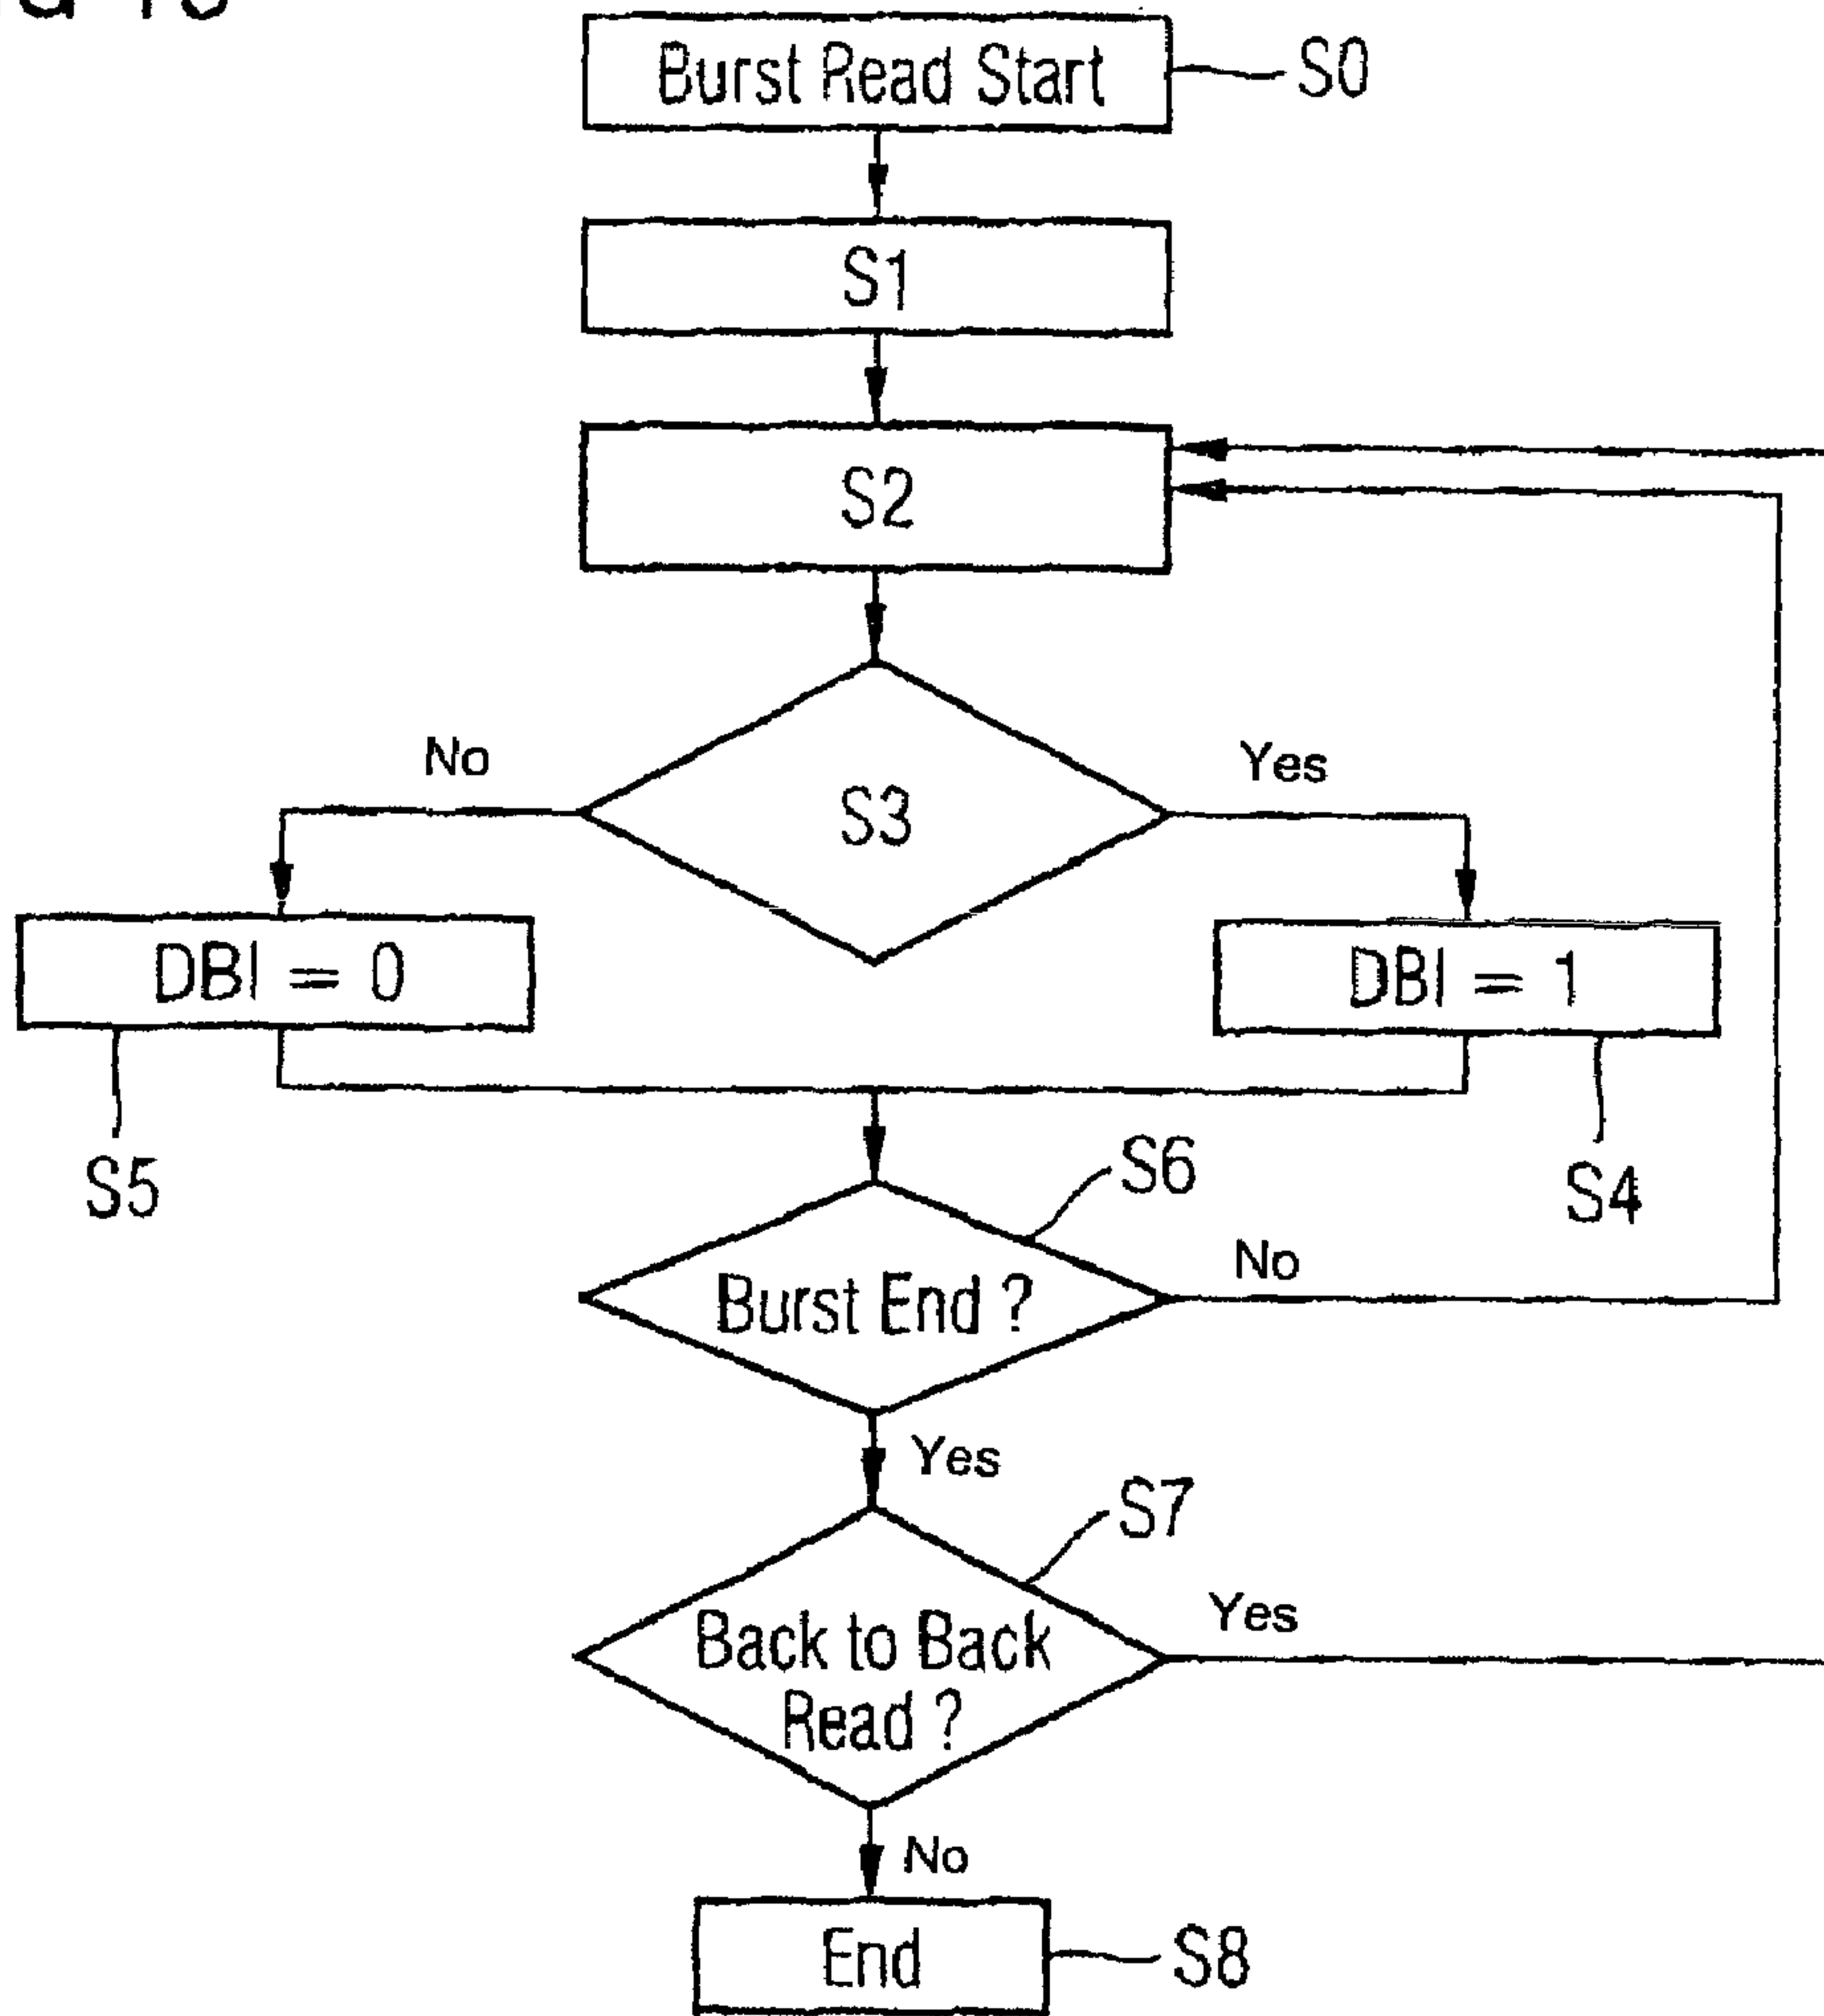 Burst Read Start
S0
S1
S2
No
S3
Yes
DBI = 0
DBI = 1
S5
S6
S4
Burst End ?
No
Yes
S7
Back to Back
Read ?
Yes
No
End
S8